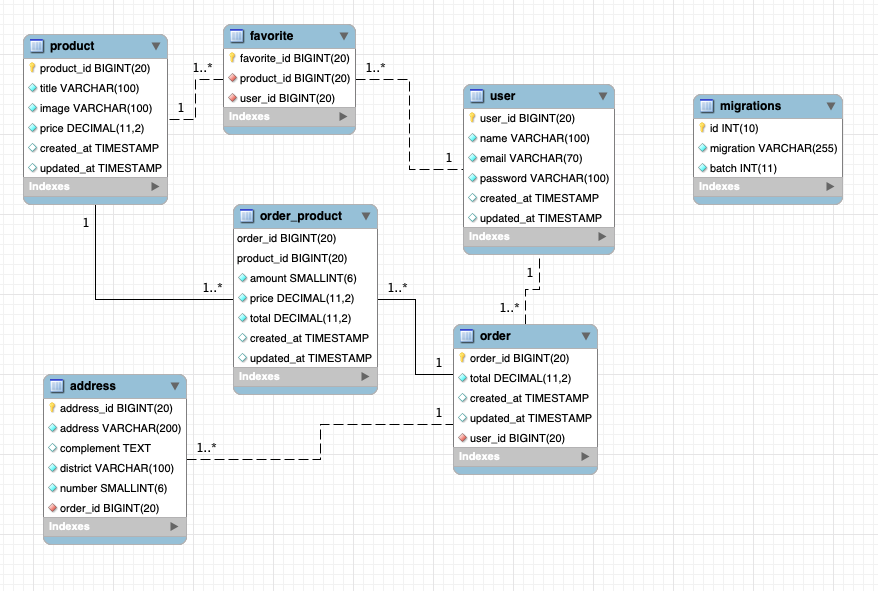 product
product_id BIGINT(20)
title VARCHAR(100)
image VARCHAR(100)
price DECIMAL(11,2)
created_at TIMESTAMP
updated_at TIMESTAMP
Indexes
favorite
favorite_id BIGINT(20)
product_id BIGINT(20)
user_id BIGINT(20)
Indexes
1..*
1
1..*
1
user
user_id BIGINT(20)
name VARCHAR(100)
email VARCHAR(70)
password VARCHAR(100)
created_at TIMESTAMP
updated_at TIMESTAMP
Indexes
migrations
id INT(10)
migration VARCHAR(255)
batch INT(11)
Indexes
1
1..*
order_product
order_id BIGINT(20)
product_id BIGINT(20)
amount SMALLINT(6)
price DECIMAL(11,2)
total DECIMAL(11,2)
created_at TIMESTAMP
updated_at TIMESTAMP
Indexes
1..*
1
1
1..*
order
order_id BIGINT(20)
total DECIMAL(11,2)
created_at TIMESTAMP
updated_at TIMESTAMP
user_id BIGINT(20)
Indexes
address
address_id BIGINT(20)
address VARCHAR(200)
complement TEXT
district VARCHAR(100)
number SMALLINT(6)
order_id BIGINT(20)
Indexes
1..*
1